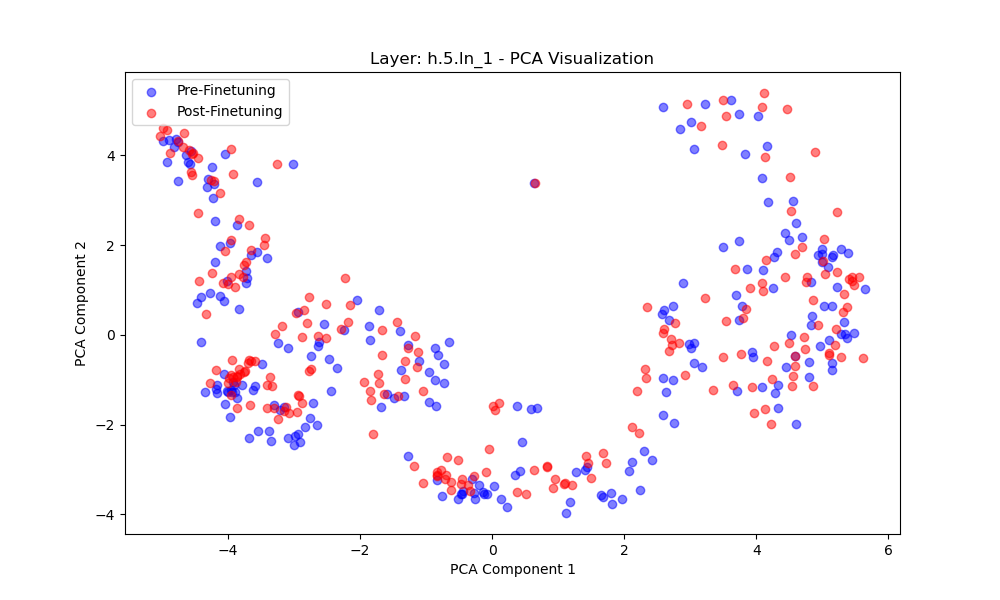 Layer: h.5.ln_1 - PCA Visualization
Pre-Finetuning
Post-Finetuning
PCA Component 2
4
2
0
−2
−4
−4
−2
0
2
4
6
PCA Component 1